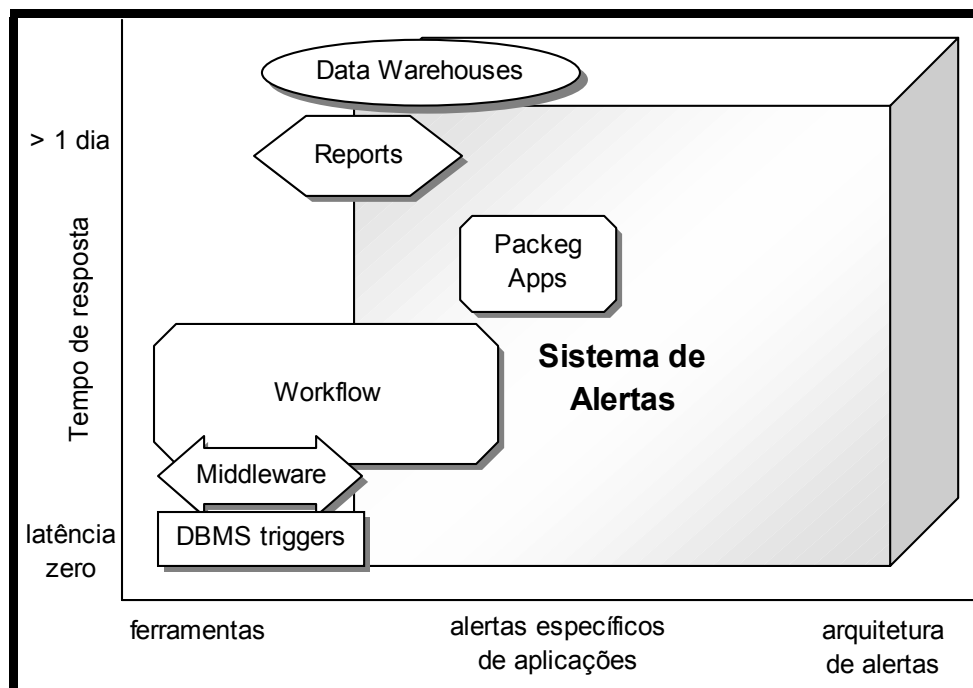 Data Warehouses
> 1 dia
Reports
Tempo de resposta
Packeg
Apps
Sistema de
Alertas
Workflow
Middleware
DBMS triggers
latência
zero
ferramentas
alertas específicos
de aplicações
arquitetura
de alertas